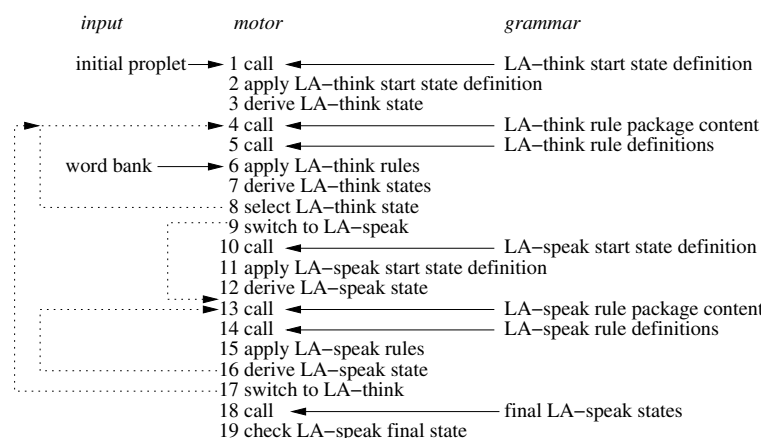 input motor grammar
initial proplet 1 call LA−think start state definition
2 apply LA−think start state definition
3 derive LA−think state
4 call LA−think rule package content
5 call LA−think rule definitions
word bank 6 apply LA−think rules
7 derive LA−think states
8 select LA−think state
9 switch to LA−speak
10 call LA−speak start state definition
11 apply LA−speak start state definition
12 derive LA−speak state
13 call LA−speak rule package content
14 call LA−speak rule definitions
15 apply LA−speak rules
16 derive LA−speak state
17 switch to LA−think
18 call final LA−speak states
19 check LA−speak final state